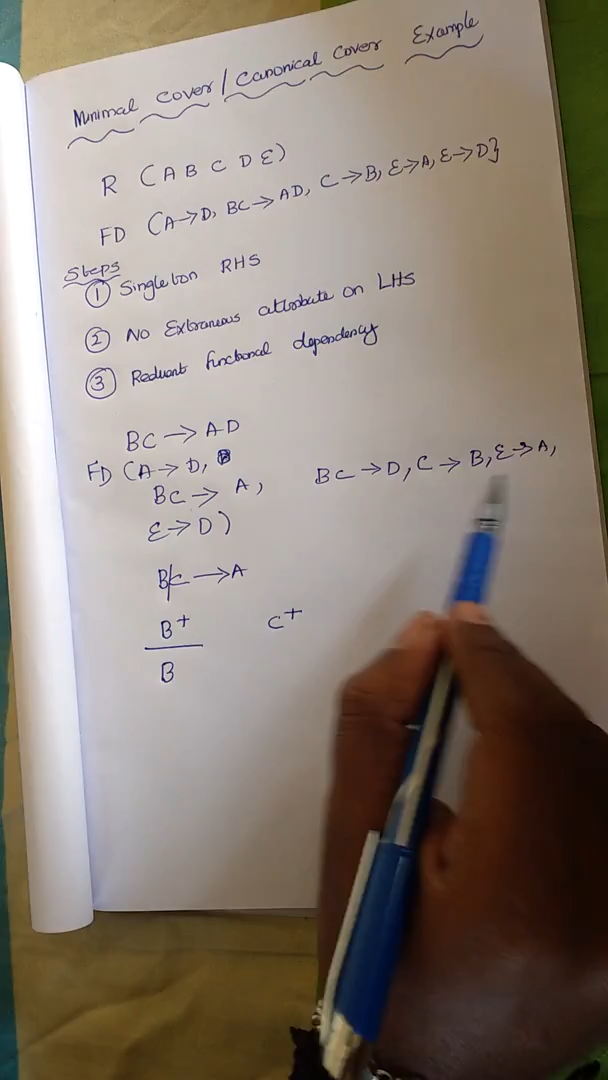 Minimal Cover / Canonical Cover Example
R (A B C D E)
FD (A→D, BC→AD, C→B, E→A, E→D}
Steps
① Singleton RHS
② No Extraneous attribute on LHS
③ Reduant functional dependency
BC → AD
FD (A→ D,
BC → A, BC → D, C → B, E→A,
E→ D)
BC → A
B+ C+
B